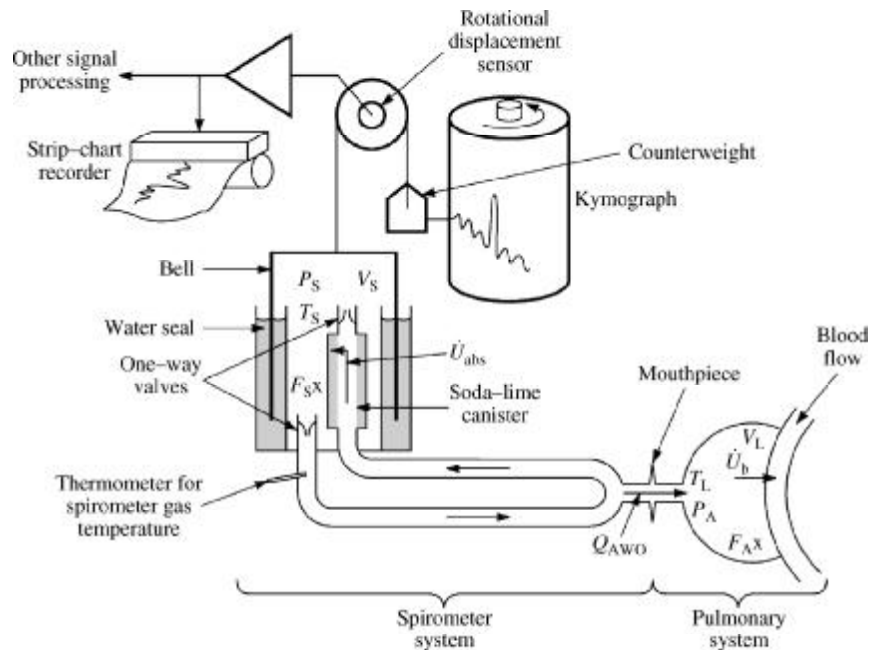 Rotational
displacement
sensor
Other signal
processing
Strip–chart
recorder
Counterweight
Kymograph
Bell
P_S
V_S
T_S
Water seal
One–way
valves
U̇_abs
F_Sx
Soda–lime
canister
Mouthpiece
Blood
flow
V_L
U̇_b
T_L
P_A
Thermometer for
spirometer gas
temperature
Q_AWO
F_Ax
Spirometer
system
Pulmonary
system